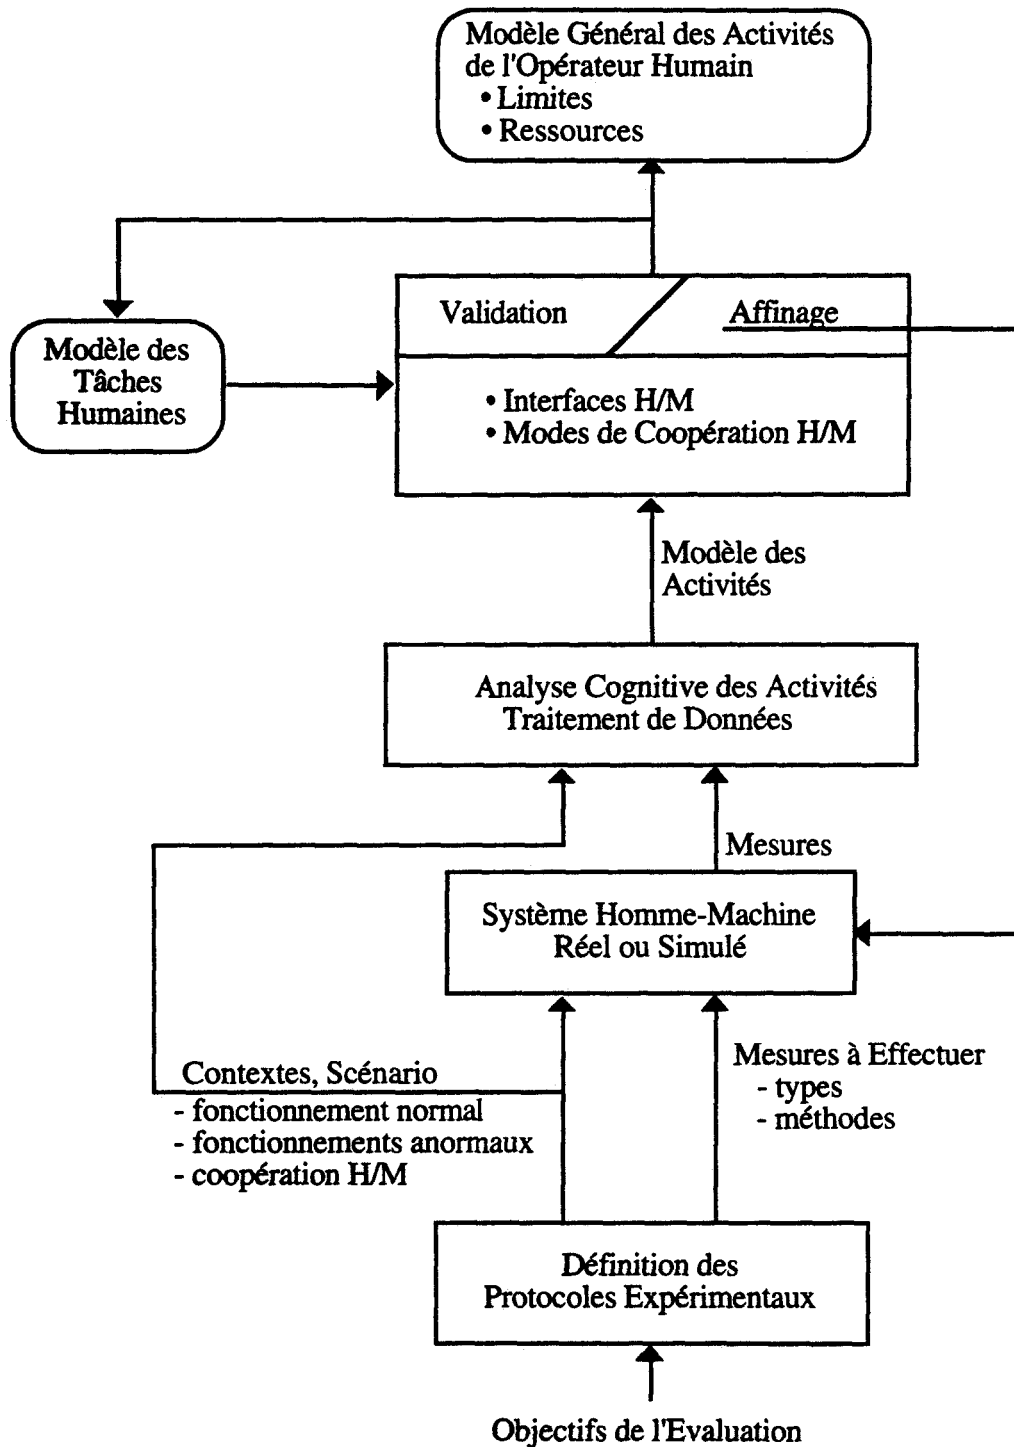 Modèle Général des Activités
de l'Opérateur Humain
• Limites
• Ressources
Validation
Affinage
Modèle des
Tâches
Humaines
• Interfaces H/M
• Modes de Coopération H/M
Modèle des
Activités
Analyse Cognitive des Activités
Traitement de Données
Mesures
Système Homme-Machine
Réel ou Simulé
Contextes, Scénario
- fonctionnement normal
- fonctionnements anormaux
- coopération H/M
Mesures à Effectuer
- types
- méthodes
Définition des
Protocoles Expérimentaux
Objectifs de l'Evaluation